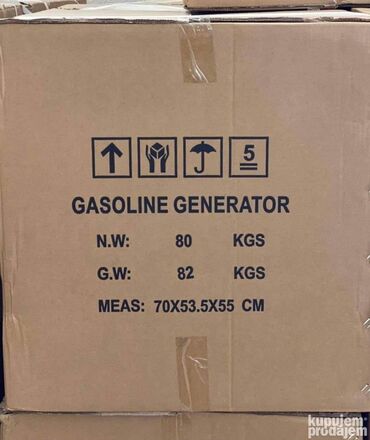 5
GASOLINE GENERATOR
N.W: 80 KGS
G.W: 82 KGS
MEAS: 70X53.5X55 CM
kupujem
prodajem